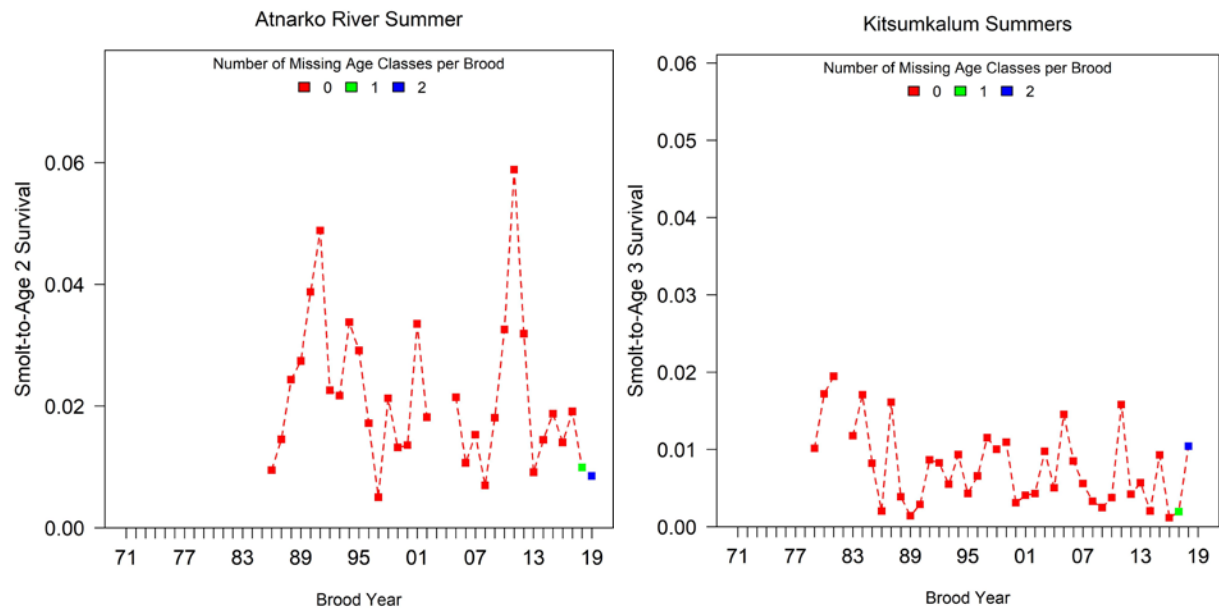 Atnarko River Summer
Number of Missing Age Classes per Brood
0 1 2
Smolt-to-Age 2 Survival
0.06
0.04
0.02
0.00
71 77 83 89 95 01 07 13 19
Brood Year
Kitsumkalum Summers
Number of Missing Age Classes per Brood
0 1 2
Smolt-to-Age 3 Survival
0.06
0.05
0.04
0.03
0.02
0.01
0.00
71 77 83 89 95 01 07 13 19
Brood Year